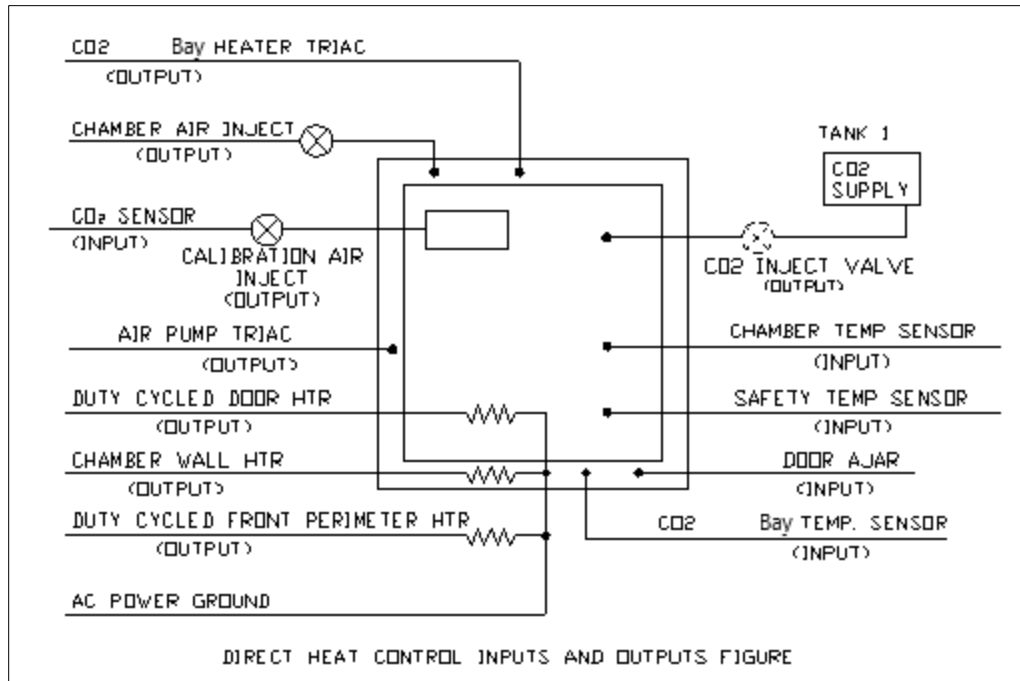 CO2 Bay HEATER TRIAC
(OUTPUT)
CHAMBER AIR INJECT
(OUTPUT)
CO2 SENSOR
(INPUT)
CALIBRATION AIR
INJECT
(OUTPUT)
AIR PUMP TRIAC
(OUTPUT)
DUTY CYCLED DOOR HTR
(OUTPUT)
CHAMBER WALL HTR
(OUTPUT)
DUTY CYCLED FRONT PERIMETER HTR
(OUTPUT)
AC POWER GROUND
TANK 1
CO2
SUPPLY
CO2 INJECT VALVE
(OUTPUT)
CHAMBER TEMP SENSOR
(INPUT)
SAFETY TEMP SENSOR
(INPUT)
DOOR AJAR
(INPUT)
CO2 Bay TEMP. SENSOR
(INPUT)
DIRECT HEAT CONTROL INPUTS AND OUTPUTS FIGURE